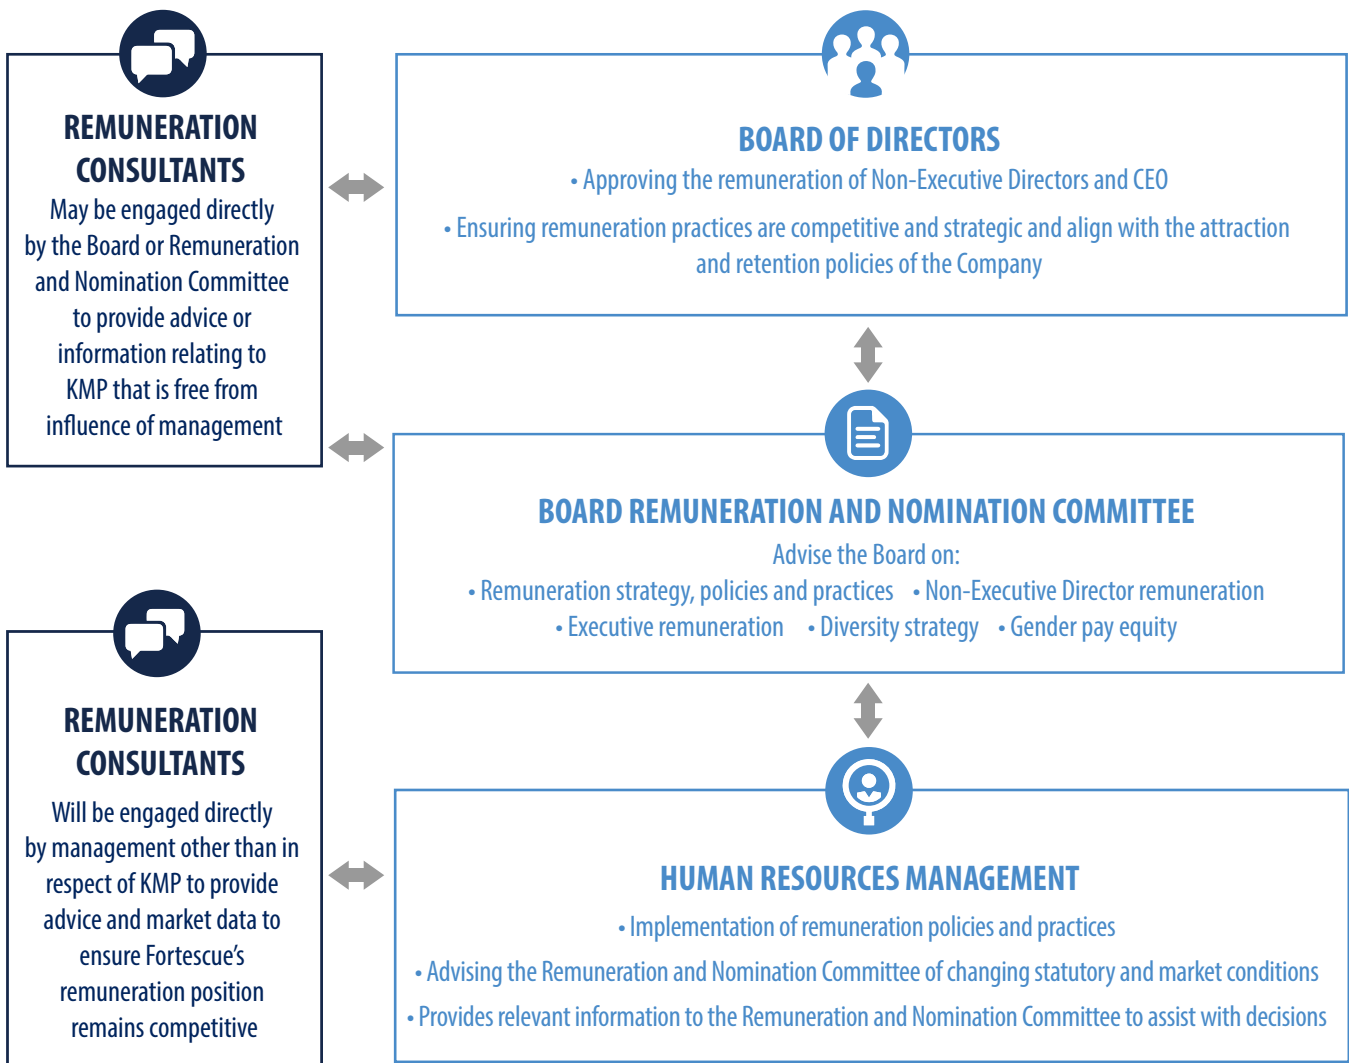 REMUNERATION
CONSULTANTS
May be engaged directly
by the Board or Remuneration
and Nomination Committee
to provide advice or
information relating to
KMP that is free from
influence of management
BOARD OF DIRECTORS
• Approving the remuneration of Non-Executive Directors and CEO
• Ensuring remuneration practices are competitive and strategic and align with the attraction
and retention policies of the Company
BOARD REMUNERATION AND NOMINATION COMMITTEE
Advise the Board on:
• Remuneration strategy, policies and practices • Non-Executive Director remuneration
• Executive remuneration • Diversity strategy • Gender pay equity
REMUNERATION
CONSULTANTS
Will be engaged directly
by management other than in
respect of KMP to provide
advice and market data to
ensure Fortescue's
remuneration position
remains competitive
HUMAN RESOURCES MANAGEMENT
• Implementation of remuneration policies and practices
• Advising the Remuneration and Nomination Committee of changing statutory and market conditions
• Provides relevant information to the Remuneration and Nomination Committee to assist with decisions